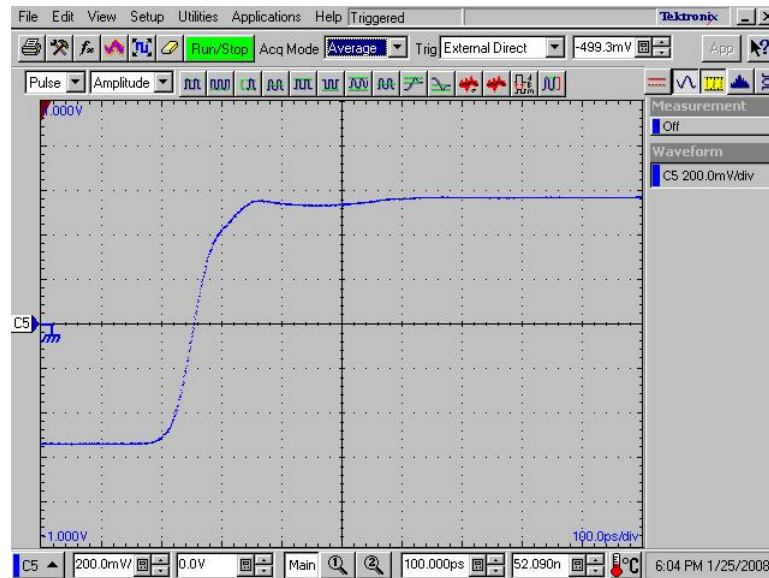 File Edit View Setup Utilities Applications Help Triggered Tektronix
Run/Stop Acq Mode Average Trig External Direct -499.3mV App
Pulse Amplitude
1.000V
Measurement
Off
Waveform
C5 200.0mV/div
C5
-1.000V
100.0ps/div
C5 200.0mV/ 0.0V Main 100.000ps 52.090n °C 6:04 PM 1/25/2008